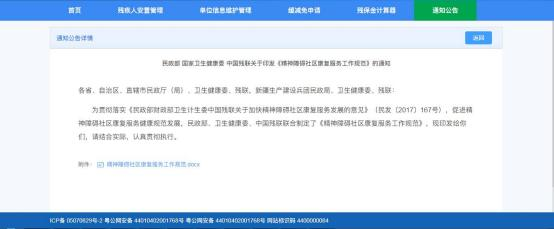 首页 残疾人安置管理 单位信息维护管理 缓减免申请 残保金计算器 通知公告
通知公告详情 返回
民政部 国家卫生健康委 中国残联关于印发《精神障碍社区康复服务工作规范》的通知
各省、自治区、直辖市民政厅（局）、卫生健康委、残联，新疆生产建设兵团民政局、卫生健康委、残联：
为贯彻落实《民政部财政部卫生计生委中国残联关于加快精神障碍社区康复服务发展的意见》（民发〔2017〕167号），促进精
神障碍社区康复服务健康规范发展，民政部、卫生健康委、中国残联联合制定了《精神障碍社区康复服务工作规范》。现印发给你
们，请结合实际，认真贯彻执行。
附件： 精神障碍社区康复服务工作规范.docx
ICP备 05070829号-2 粤公网安备 44010402001768号 粤公网安备 44010402001768号 网站标识码 4400000084